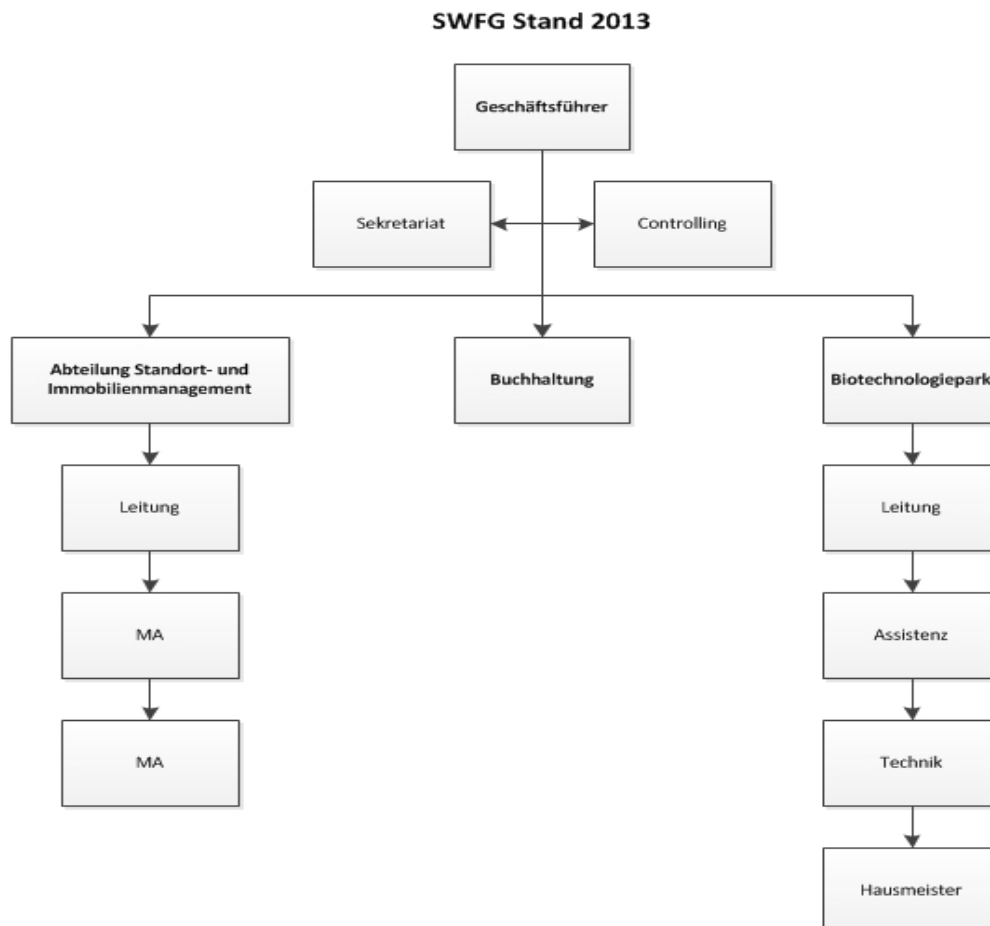 SWFG Stand 2013
Geschäftsführer
Sekretariat
Controlling
Abteilung Standort- und
Immobilienmanagement
Buchhaltung
Biotechnologiepark
Leitung
Leitung
MA
Assistenz
MA
Technik
Hausmeister